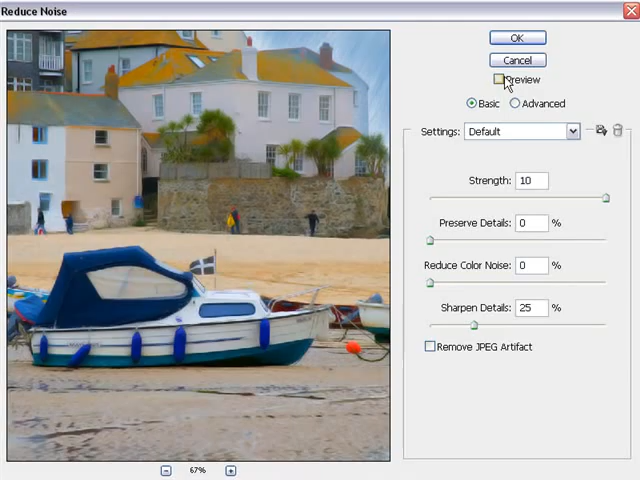 Reduce Noise
OK
Cancel
Preview
Basic Advanced
Settings: Default
Strength: 10
Preserve Details: 0 %
Reduce Color Noise: 0 %
Sharpen Details: 25 %
Remove JPEG Artifact
67%